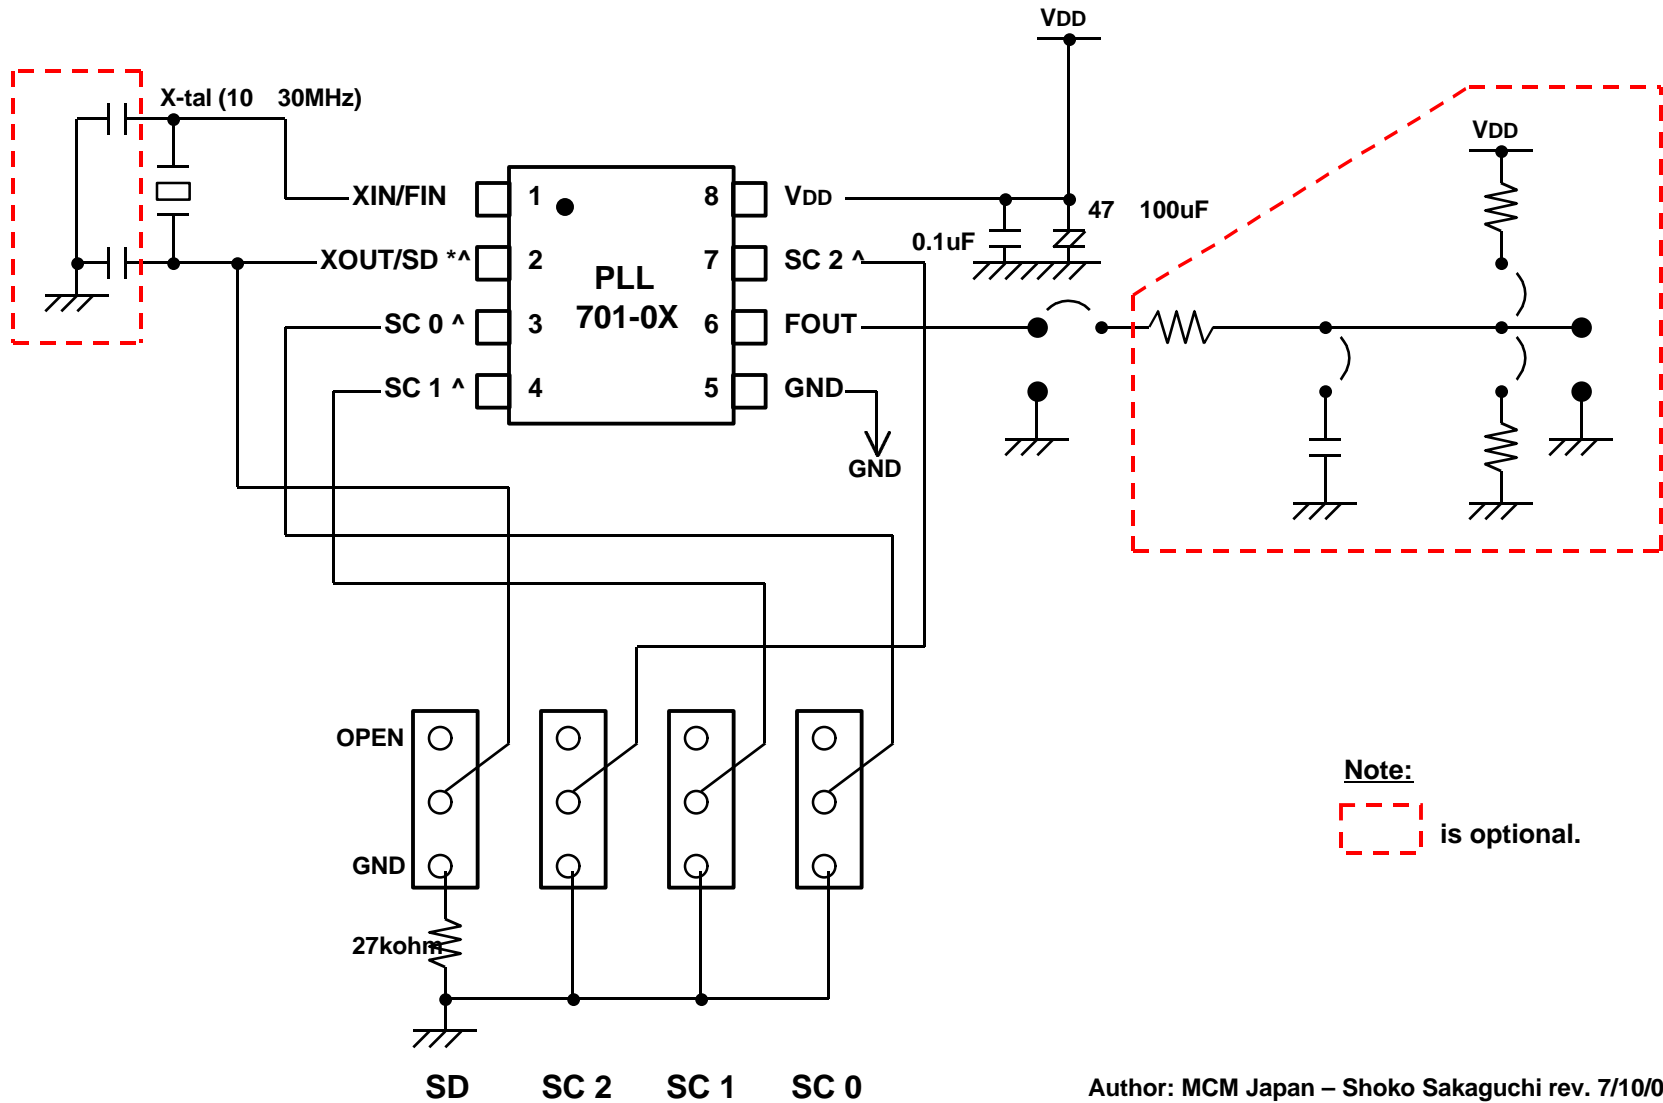 VDD
X-tal (10 30MHz)
VDD
XIN/FIN 1 8 VDD
47 100uF
0.1uF
XOUT/SD *^ 2 7 SC 2 ^
PLL
701-0X
SC 0 ^ 3 6 FOUT
SC 1 ^ 4 5 GND
GND
OPEN
Note:
is optional.
GND
27kohm
SD SC 2 SC 1 SC 0
Author: MCM Japan – Shoko Sakaguchi rev. 7/10/0